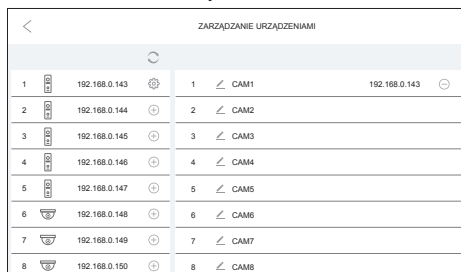 ZARZĄDZANIE URZĄDZENIAMI
1 192.168.0.143 1 CAM1 192.168.0.143
2 192.168.0.144 2 CAM2
3 192.168.0.145 3 CAM3
4 192.168.0.146 4 CAM4
5 192.168.0.147 5 CAM5
6 192.168.0.148 6 CAM6
7 192.168.0.149 7 CAM7
8 192.168.0.150 8 CAM8